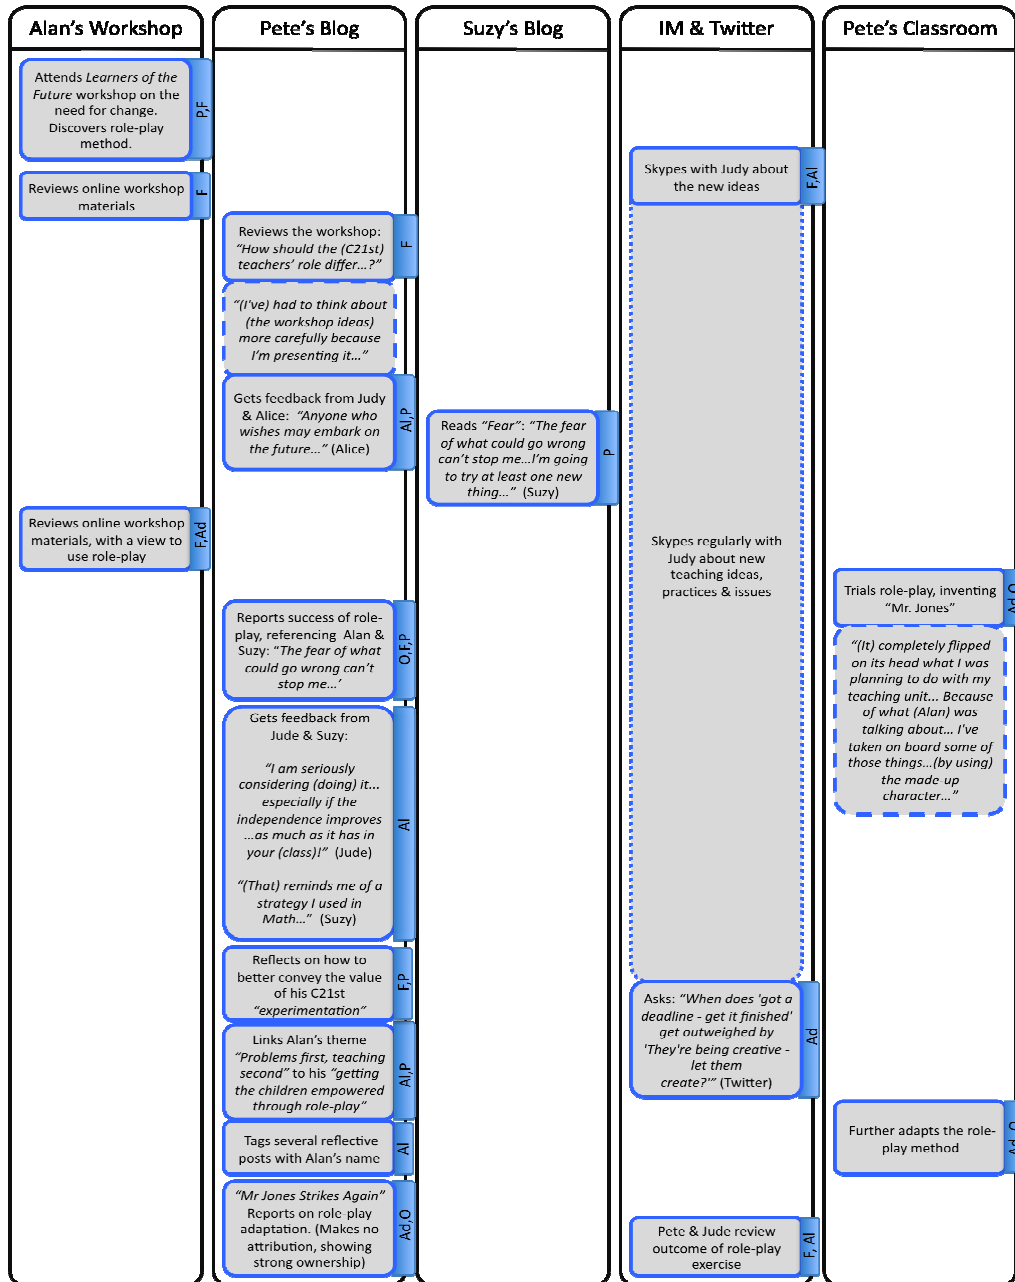 Alan's Workshop
Attends Learners of the
Future workshop on the
need for change.
Discovers role-play
method.
P,F
Reviews online workshop
materials
F
Reviews online workshop
materials, with a view to
use role-play
F,Ad
Pete's Blog
Reviews the workshop:
“How should the (C21st)
teachers’ role differ…?”
F
“(I've) had to think about
(the workshop ideas)
more carefully because
I’m presenting it…”
Gets feedback from Judy
& Alice: “Anyone who
wishes may embark on
the future…” (Alice)
Al,P
Reports success of role-
play, referencing Alan &
Suzy: “The fear of what
could go wrong can’t
stop me…’
O,F,P
Gets feedback from
Jude & Suzy:
“I am seriously
considering (doing) it...
especially if the
independence improves
…as much as it has in
your (class)!” (Jude)
“(That) reminds me of a
strategy I used in
Math…” (Suzy)
Al
Reflects on how to
better convey the value
of his C21st
“experimentation”
F,P
Links Alan’s theme
“Problems first, teaching
second” to his “getting
the children empowered
through role-play”
Al,P
Tags several reflective
posts with Alan’s name
Al
“Mr Jones Strikes Again”
Reports on role-play
adaptation. (Makes no
attribution, showing
strong ownership)
Ad,O
Suzy’s Blog
Reads “Fear”: “The fear
of what could go wrong
can’t stop me…I’m going
to try at least one new
thing…” (Suzy)
P
IM & Twitter
Skypes with Judy about
the new ideas
F,Al
Skypes regularly with
Judy about new
teaching ideas,
practices & issues
Asks: “When does 'got a
deadline - get it finished'
get outweighed by
'They're being creative -
let them
create?'” (Twitter)
Ad
Pete & Jude review
outcome of role-play
exercise
F, Al
Pete’s Classroom
Trials role-play, inventing
“Mr. Jones”
Ad,O
“(It) completely flipped
on its head what I was
planning to do with my
teaching unit... Because
of what (Alan) was
talking about... I've
taken on board some of
those things…(by using)
the made-up
character…”
Further adapts the role-
play method
Ad,O